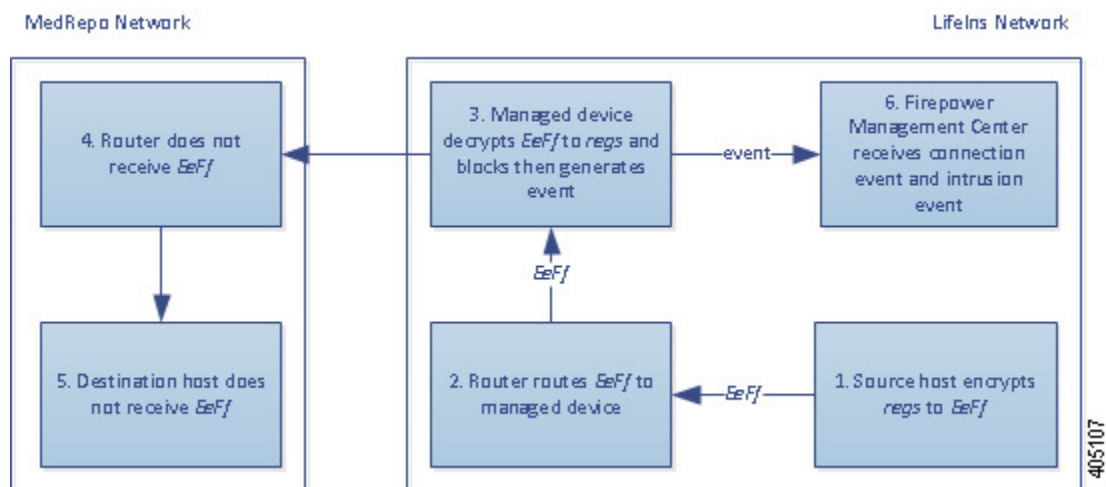 MedRepo Network
LifeIns Network
4. Router does not
receive EeFf
3. Managed device
decrypts EeFf to regs and
blocks then generates
event
event
6. Firepower
Management Center
receives connection
event and intrusion
event
EeFf
5. Destination host does
not receive EeFf
2. Router routes EeFf to
managed device
EeFf
1. Source host encrypts
regs to EeFf
405107